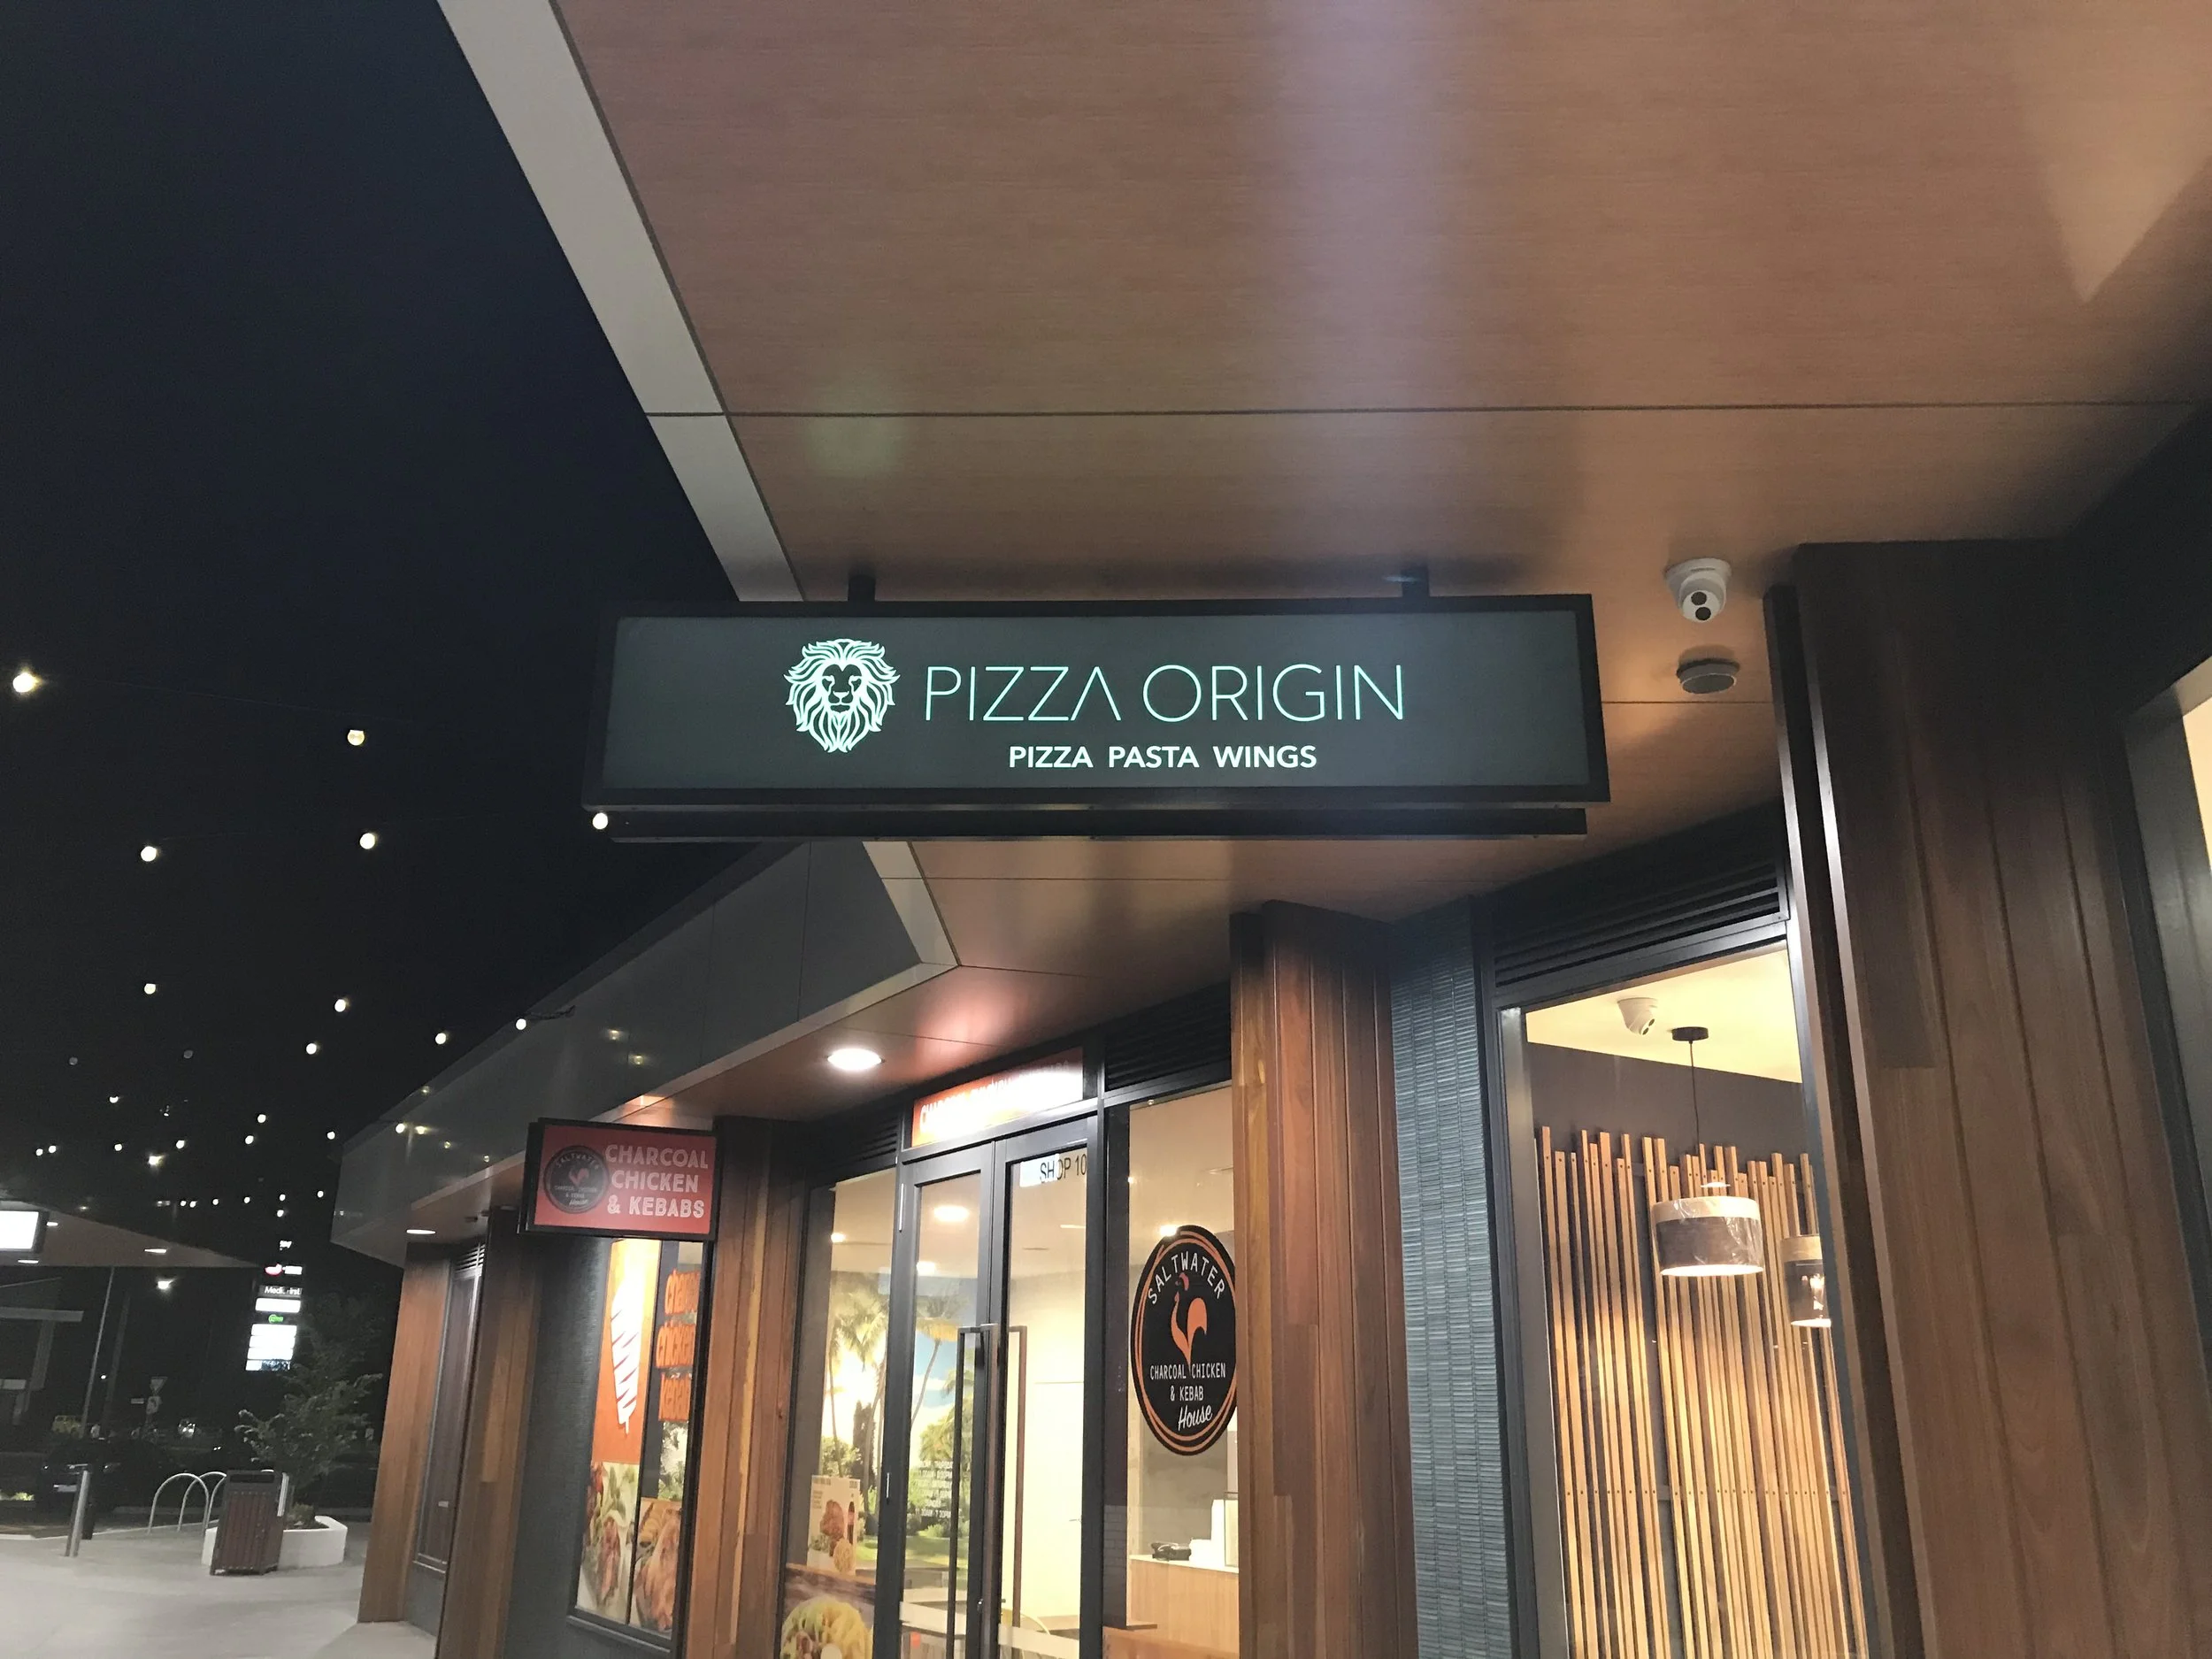 PIZZA ORIGIN
PIZZA PASTA WINGS
CHARCOAL
CHICKEN
& KEBABS
SHOP 10
SALTWATER
CHARCOAL CHICKEN
& KEBAB
House